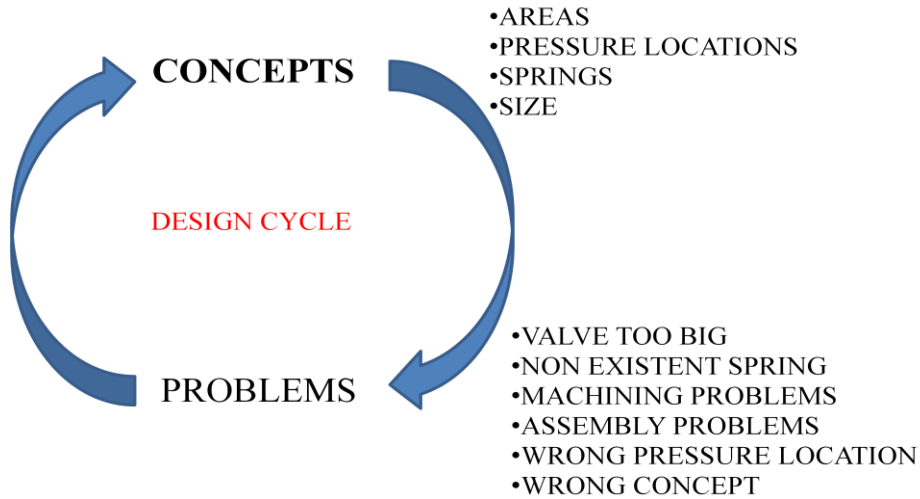 •AREAS
•PRESSURE LOCATIONS
•SPRINGS
•SIZE
CONCEPTS
DESIGN CYCLE
PROBLEMS
•VALVE TOO BIG
•NON EXISTENT SPRING
•MACHINING PROBLEMS
•ASSEMBLY PROBLEMS
•WRONG PRESSURE LOCATION
•WRONG CONCEPT